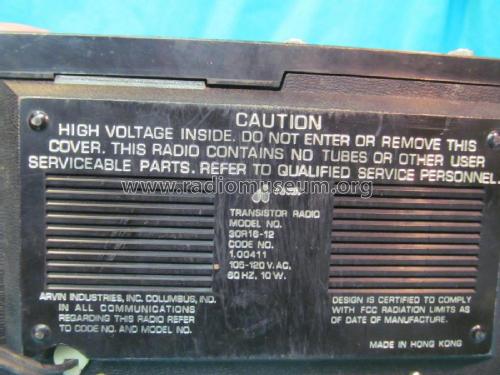 CAUTION
HIGH VOLTAGE INSIDE. DO NOT ENTER OR REMOVE THIS
COVER. THIS RADIO CONTAINS NO TUBES OR OTHER USER
SERVICEABLE PARTS. REFER TO QUALIFIED SERVICE PERSONNEL.
www.radiomuseum.org
TRANSISTOR RADIO
MODEL NO.
30R16-12
CODE NO.
1.00411
105-120V. AC,
60 HZ, 10 W.
ARVIN INDUSTRIES, INC. COLUMBUS, IND.
IN ALL COMMUNICATIONS
REGARDING THIS RADIO REFER
TO CODE NO. AND MODEL NO.
DESIGN IS CERTIFIED TO COMPLY
WITH FCC RADIATION LIMITS AS
OF DATE OF MANUFACTURE.
MADE IN HONG KONG